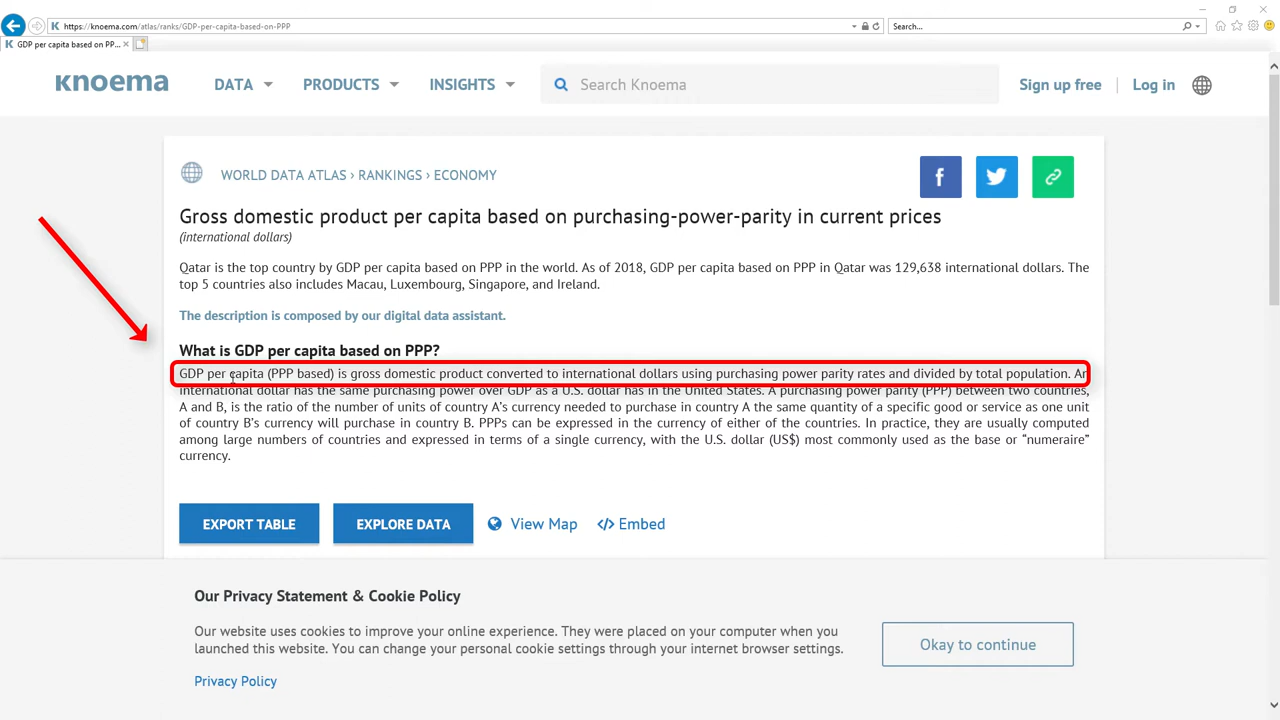 https://knoema.com/atlas/ranks/GDP-per-capita-based-on-PPP
Search...
GDP per capita based on PP...
knoema
DATA
PRODUCTS
INSIGHTS
Search Knoema
Sign up free
Log in
WORLD DATA ATLAS › RANKINGS › ECONOMY
Gross domestic product per capita based on purchasing-power-parity in current prices
(international dollars)
Qatar is the top country by GDP per capita based on PPP in the world. As of 2018, GDP per capita based on PPP in Qatar was 129,638 international dollars. The
top 5 countries also includes Macau, Luxembourg, Singapore, and Ireland.
The description is composed by our digital data assistant.
What is GDP per capita based on PPP?
GDP per capita (PPP based) is gross domestic product converted to international dollars using purchasing power parity rates and divided by total population. An
international dollar has the same purchasing power over GDP as a U.S. dollar has in the United States. A purchasing power parity (PPP) between two countries,
A and B, is the ratio of the number of units of country A’s currency needed to purchase in country A the same quantity of a specific good or service as one unit
of country B’s currency will purchase in country B. PPPs can be expressed in the currency of either of the countries. In practice, they are usually computed
among large numbers of countries and expressed in terms of a single currency, with the U.S. dollar (US$) most commonly used as the base or “numeraire”
currency.
EXPORT TABLE
EXPLORE DATA
View Map
</> Embed
Our Privacy Statement & Cookie Policy
Our website uses cookies to improve your online experience. They were placed on your computer when you
launched this website. You can change your personal cookie settings through your internet browser settings.
Okay to continue
Privacy Policy